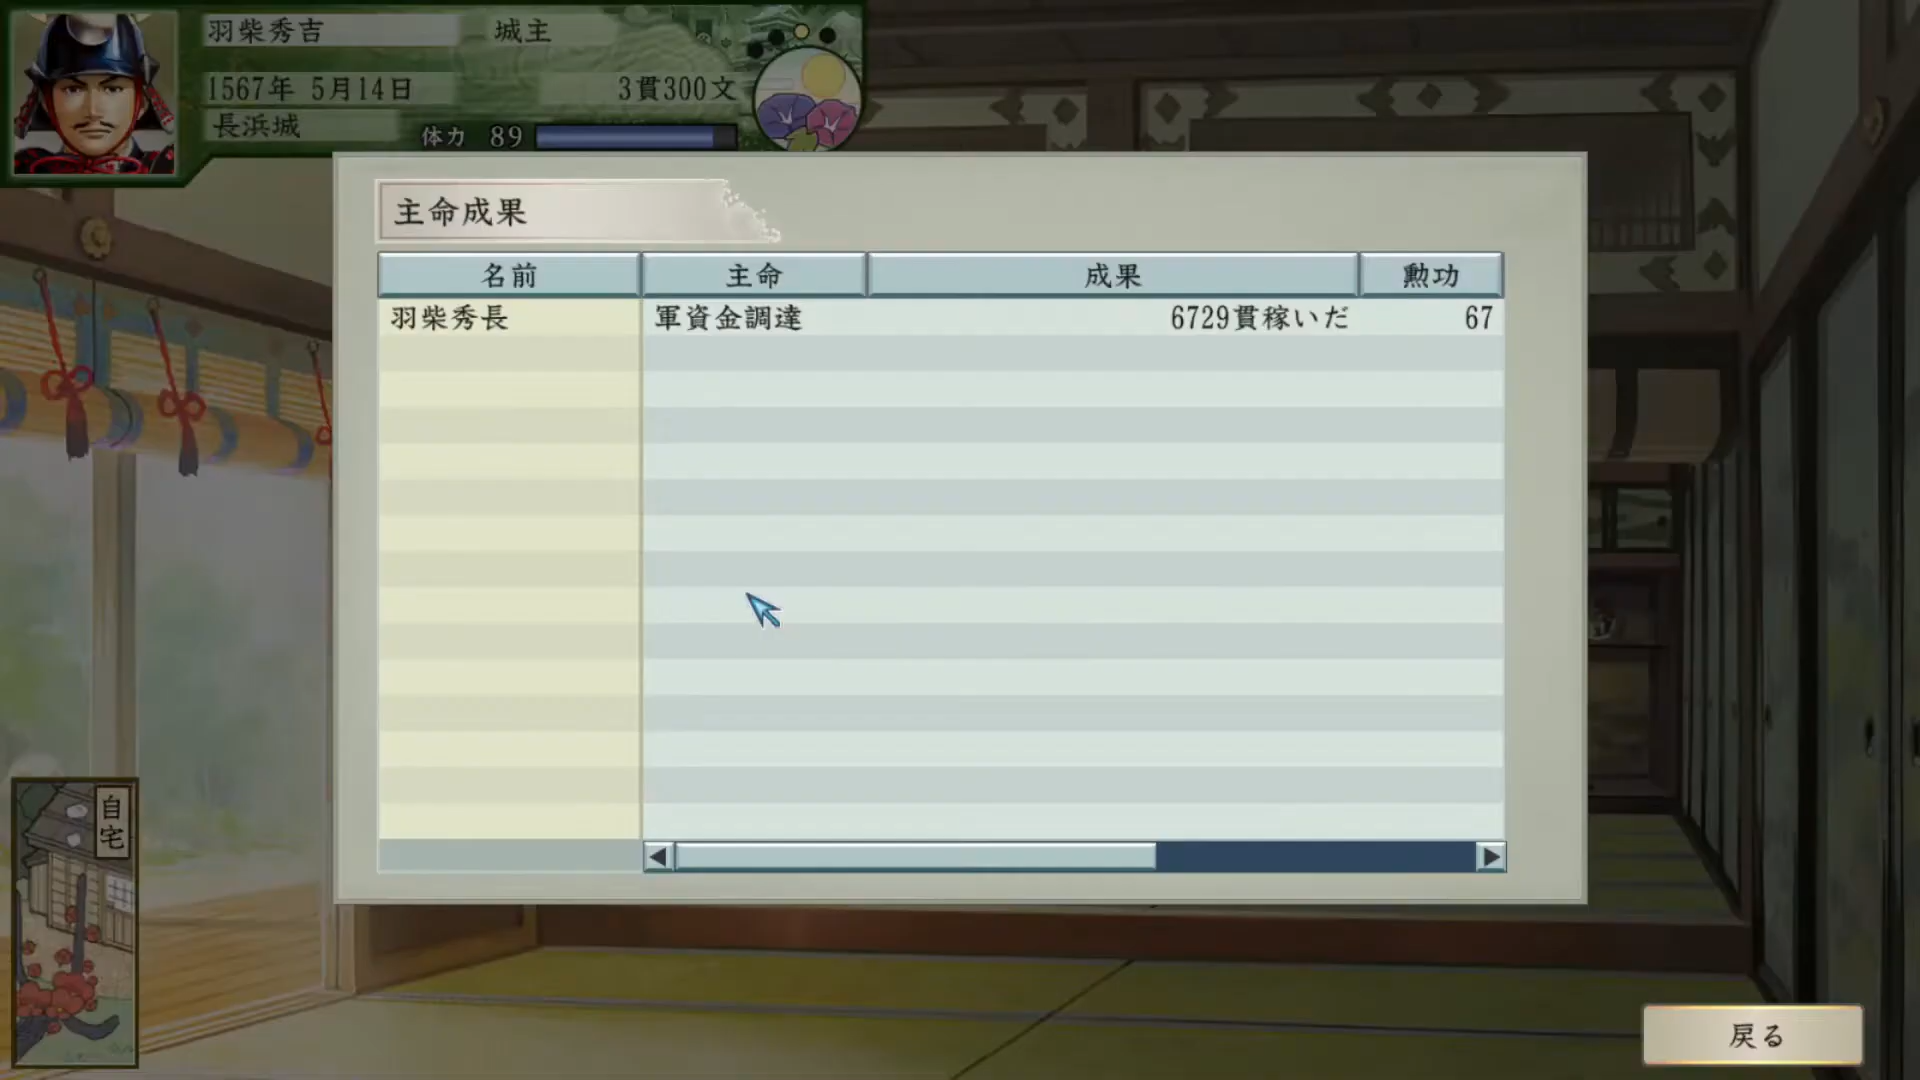 羽柴秀吉 城主
1567年 5月14日 3貫300文
長浜城 体力 89
主命成果
名前 主命 成果 勲功
羽柴秀長 軍資金調達 6729貫稼いだ 67
自宅
戻る